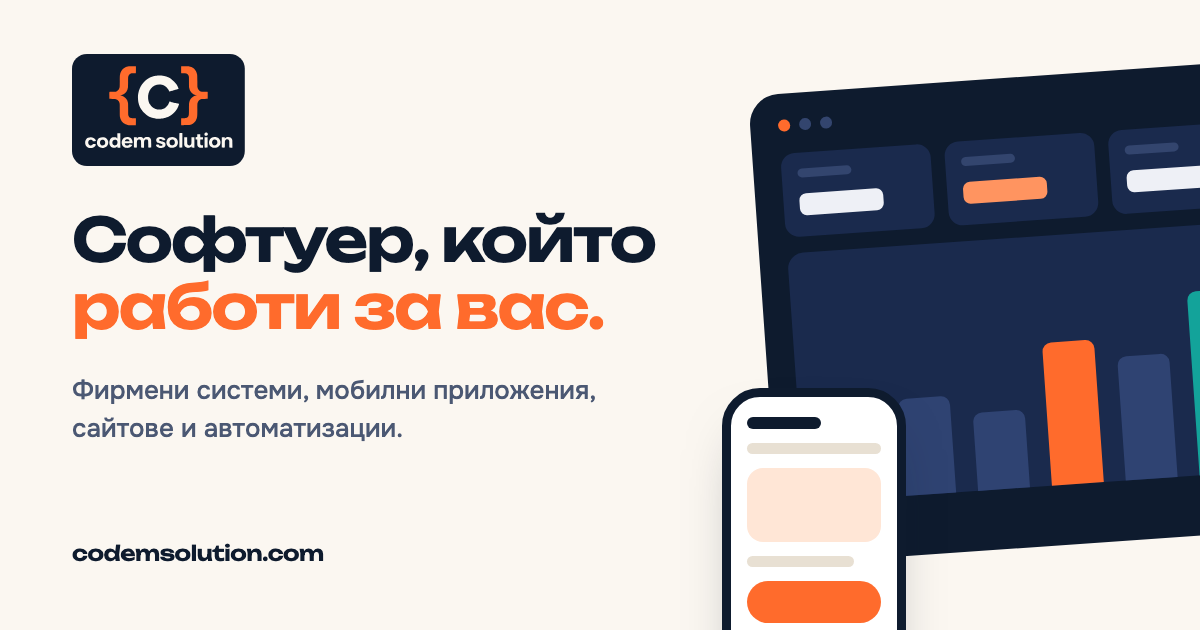 {C}
codem solution
Софтуер, който
работи за вас.
Фирмени системи, мобилни приложения,
сайтове и автоматизации.
codemsolution.com